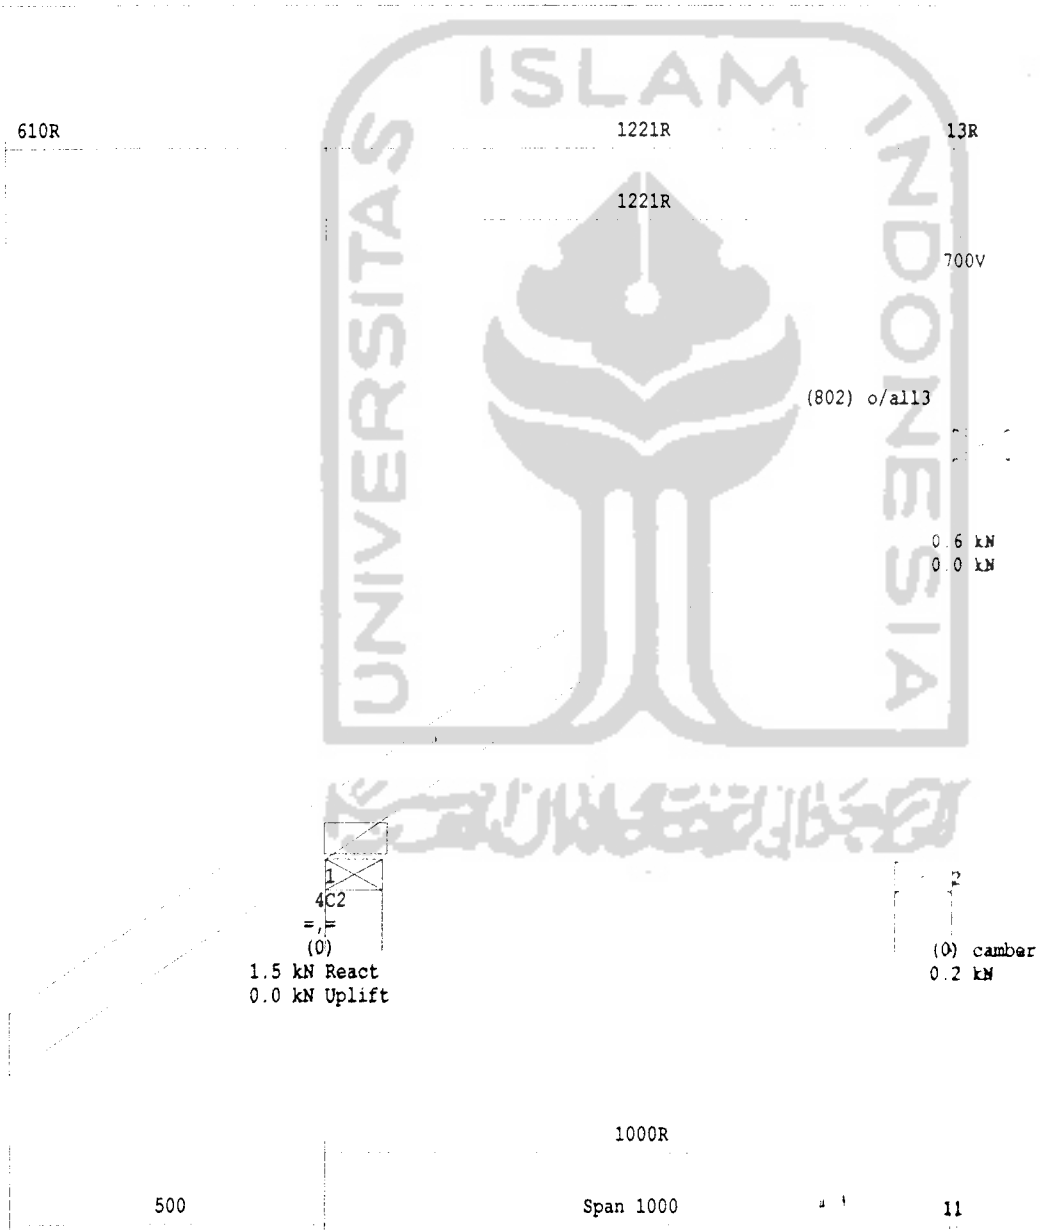 ISLAM
UNIVERSITAS
INDONESIA
610R 1221R 13R
1221R
700V
(802) o/all3
0.6 kN
0.0 kN
1 2
4C2
=,=
(0) (0) camber
1.5 kN React 0.2 kN
0.0 kN Uplift
1000R
500 Span 1000 11